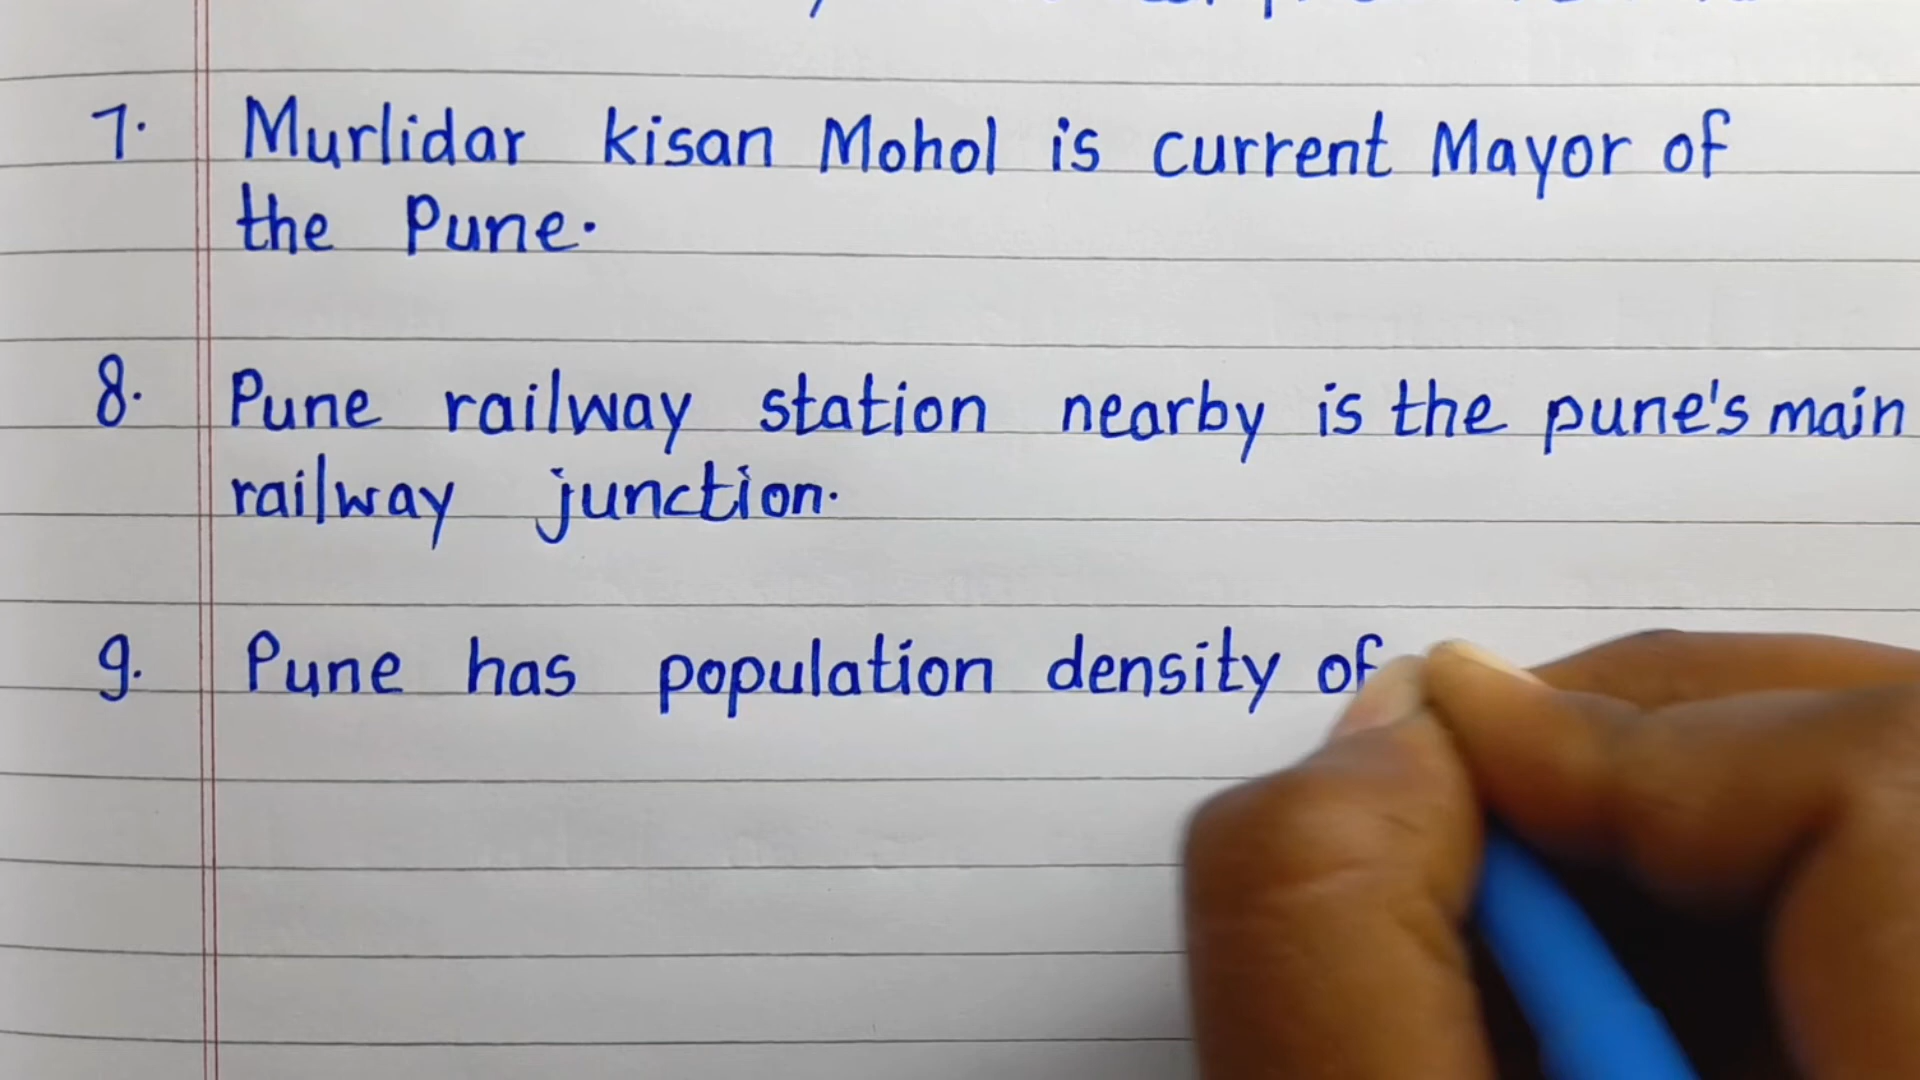 7. Murlidar kisan Mohol is current Mayor of
the Pune.
8. Pune railway station nearby is the pune's main
railway junction.
9. Pune has population density of